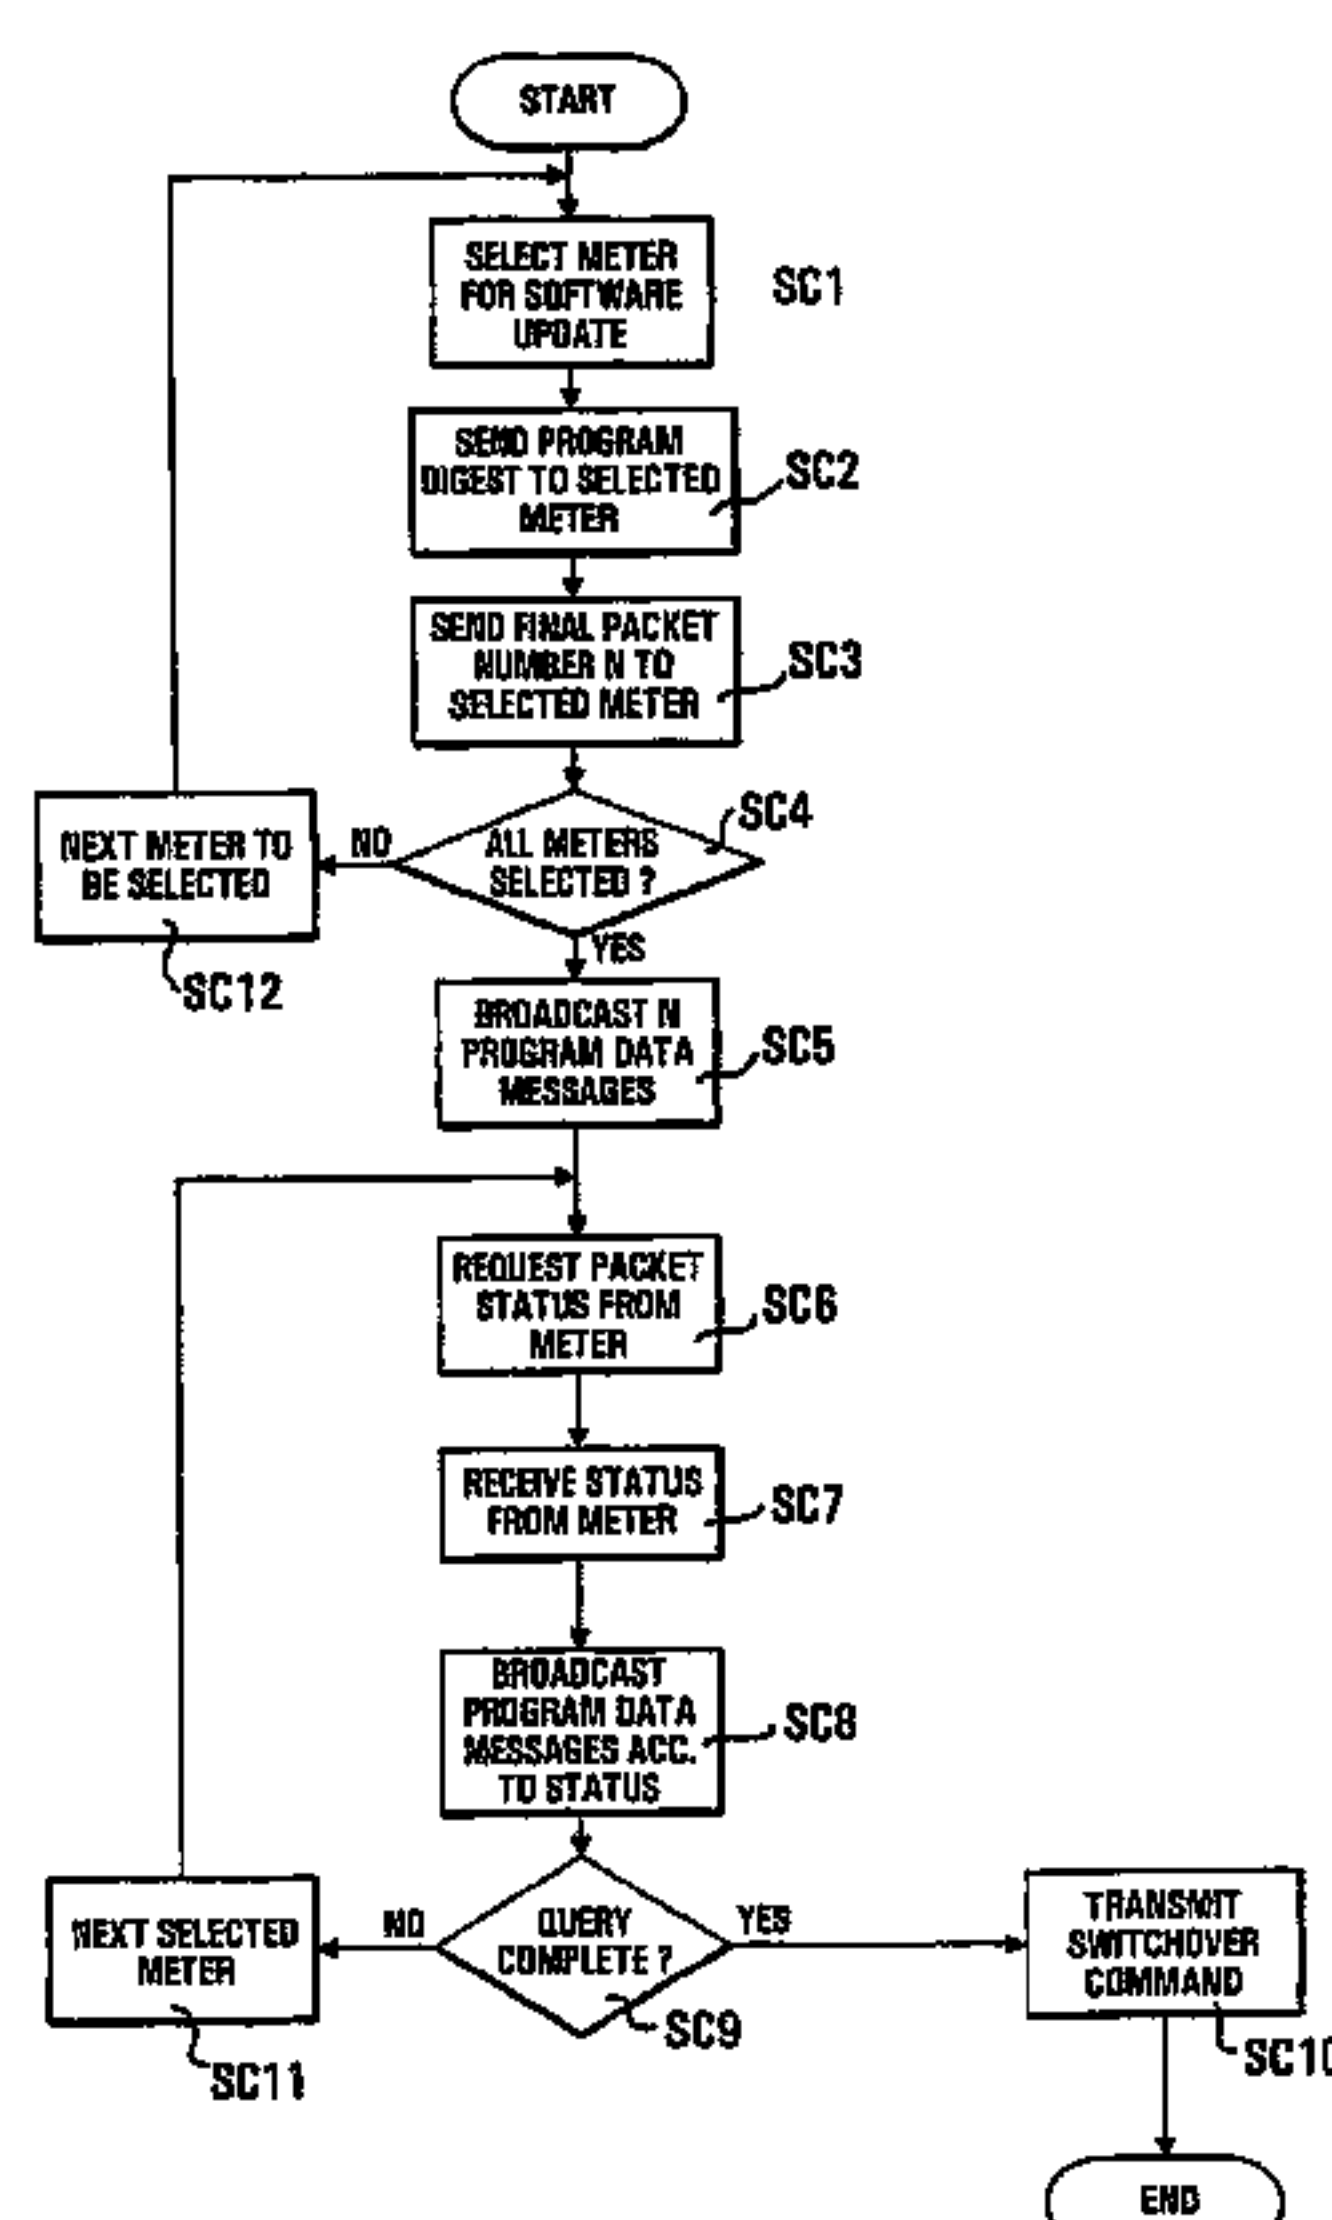 START
SELECT METER
FOR SOFTWARE
UPDATE
SC1
SEND PROGRAM
DIGEST TO SELECTED
METER
SC2
SEND FINAL PACKET
NUMBER N TO
SELECTED METER
SC3
ALL METERS
SELECTED ?
SC4
NO
NEXT METER TO
BE SELECTED
SC12
YES
BROADCAST N
PROGRAM DATA
MESSAGES
SC5
REQUEST PACKET
STATUS FROM
METER
SC6
RECEIVE STATUS
FROM METER
SC7
BROADCAST
PROGRAM DATA
MESSAGES ACC.
TO STATUS
SC8
QUERY
COMPLETE ?
SC9
NO
NEXT SELECTED
METER
SC11
YES
TRANSMIT
SWITCHOVER
COMMAND
SC10
END